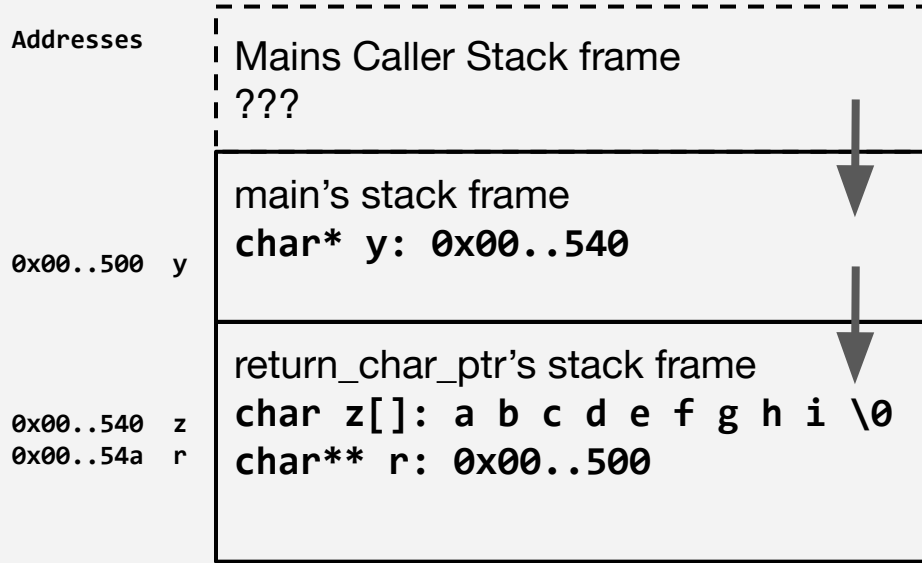 Addresses
Mains Caller Stack frame
???
main’s stack frame
char* y: 0x00..540
0x00..500 y
return_char_ptr’s stack frame
0x00..540 z
char z[]: a b c d e f g h i \0
0x00..54a r
char** r: 0x00..500